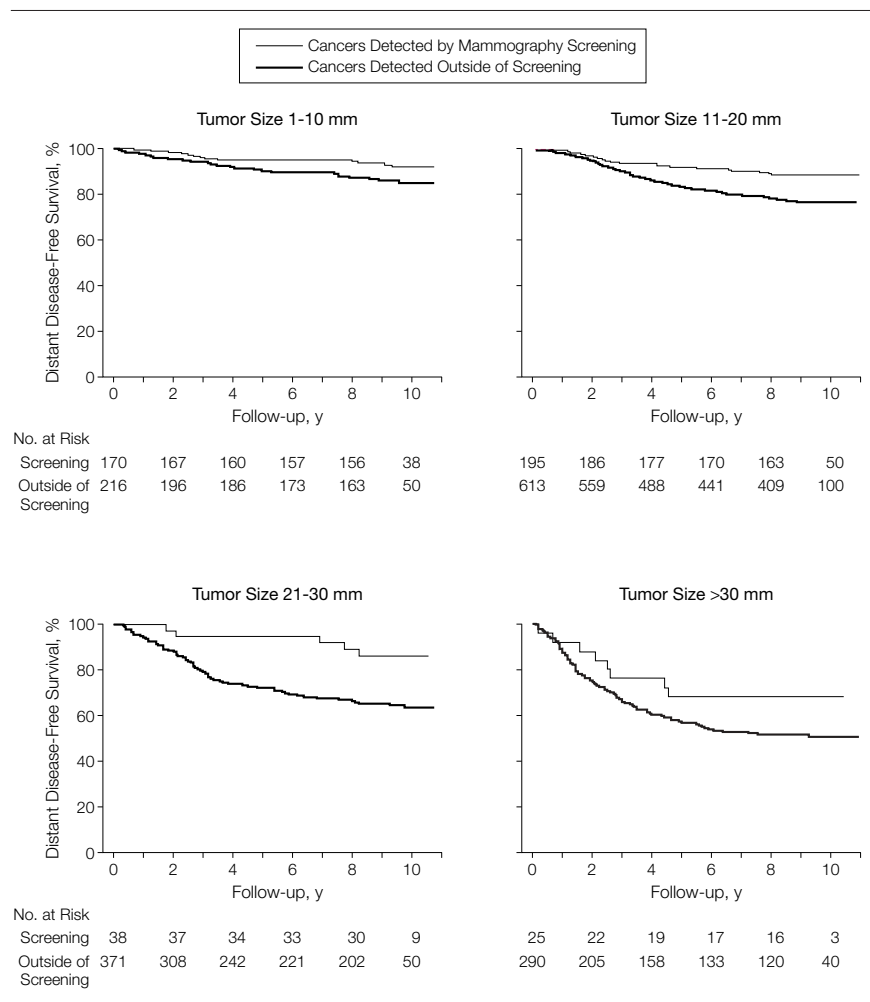 Cancers Detected by Mammography Screening
Cancers Detected Outside of Screening
Tumor Size 1-10 mm
Distant Disease-Free Survival, %
100
80
60
40
20
0
0 2 4 6 8 10
Follow-up, y
No. at Risk
Screening 170 167 160 157 156 38
Outside of 216 196 186 173 163 50
Screening
Tumor Size 11-20 mm
0 2 4 6 8 10
Follow-up, y
195 186 177 170 163 50
613 559 488 441 409 100
Tumor Size 21-30 mm
Distant Disease-Free Survival, %
100
80
60
40
20
0
0 2 4 6 8 10
Follow-up, y
No. at Risk
Screening 38 37 34 33 30 9
Outside of 371 308 242 221 202 50
Screening
Tumor Size >30 mm
0 2 4 6 8 10
Follow-up, y
25 22 19 17 16 3
290 205 158 133 120 40